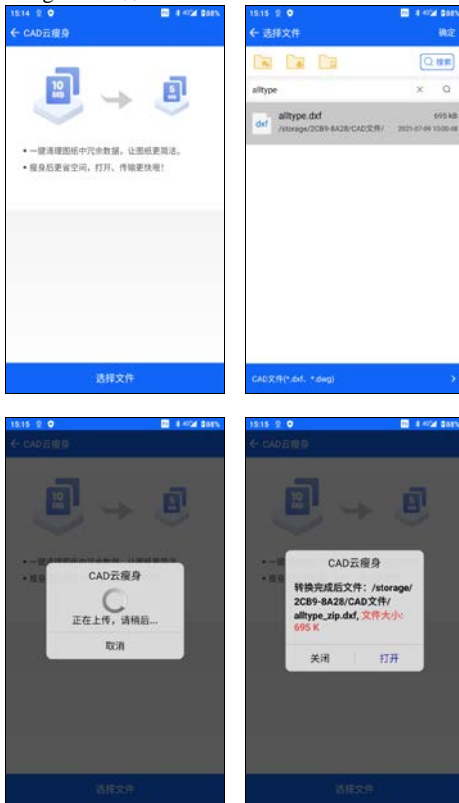 15:14
88%
← CAD云瘦身
10
MB
5
MB
• 一键清理图纸中冗余数据，让图纸更简洁。
• 瘦身后更省空间，打开、传输更快啦！
选择文件
15:15
88%
← 选择文件
确定
搜索
alltype
×
dxf
alltype.dxf
695 kB
/storage/2CB9-8A28/CAD文件/
CAD文件(*.dxf、*.dwg)
15:15
88%
← CAD云瘦身
10
MB
CAD云瘦身
正在上传，请稍后...
取消
选择文件
15:15
88%
← CAD云瘦身
10
MB
CAD云瘦身
转换完成后文件：/storage/
2CB9-8A28/CAD文件/
alltype_zip.dxf, 文件大小:
695 K
关闭
打开
选择文件